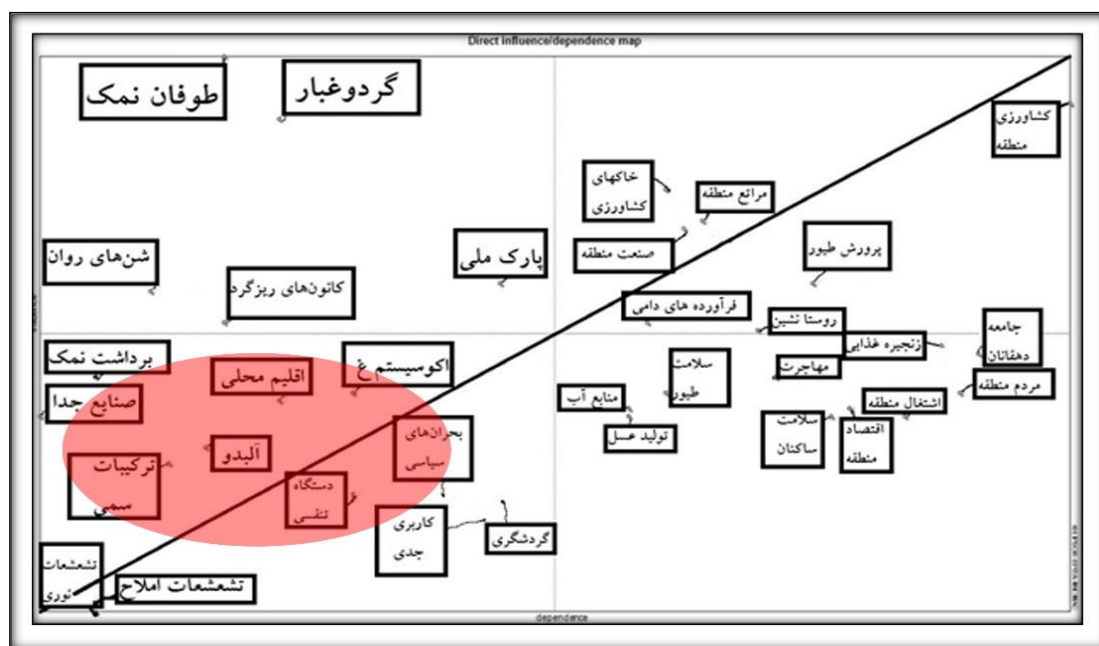 Direct influence/dependence map
طوفان نمک
گردوغبار
کشاورزی
منطقه
خاکهای
کشاورزی
مراتع منطقه
پرورش طیور
صنعت منطقه
پارک ملی
شن‌های روان
کانون‌های ریزگرد
فرآورده های دامی
روستا نشین
زنجیره غذایی
جامعه
دهقانان
برداشت نمک
اقلیم محلی
اکوسیستم غ
سلامت
طیور
مهاجرت
مردم منطقه
صنایع جدا
منابع آب
اشتغال منطقه
تولید عسل
سلامت
ساکنان
اقتصاد
منطقه
بحران‌های
سیاسی
آلبدو
ترکیبات
سمی
دستگاه
تنفسی
کاربری
جدی
گردشگری
تشعشعات
نوری
تشعشعات املاح
dependence